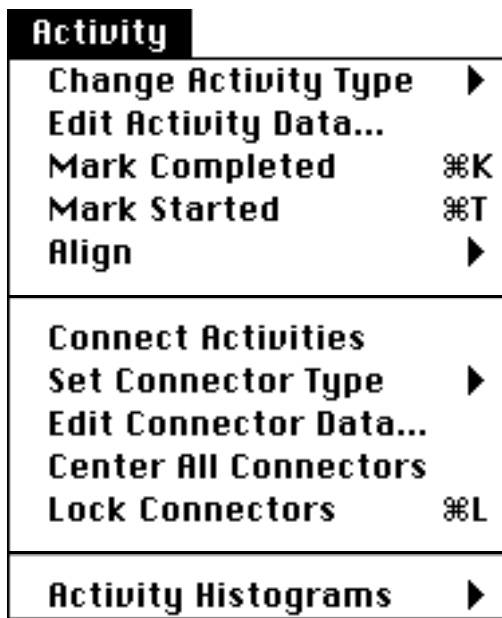 Activity
Change Activity Type ▶
Edit Activity Data...
Mark Completed ⌘K
Mark Started ⌘T
Align ▶
Connect Activities
Set Connector Type ▶
Edit Connector Data...
Center All Connectors
Lock Connectors ⌘L
Activity Histograms ▶